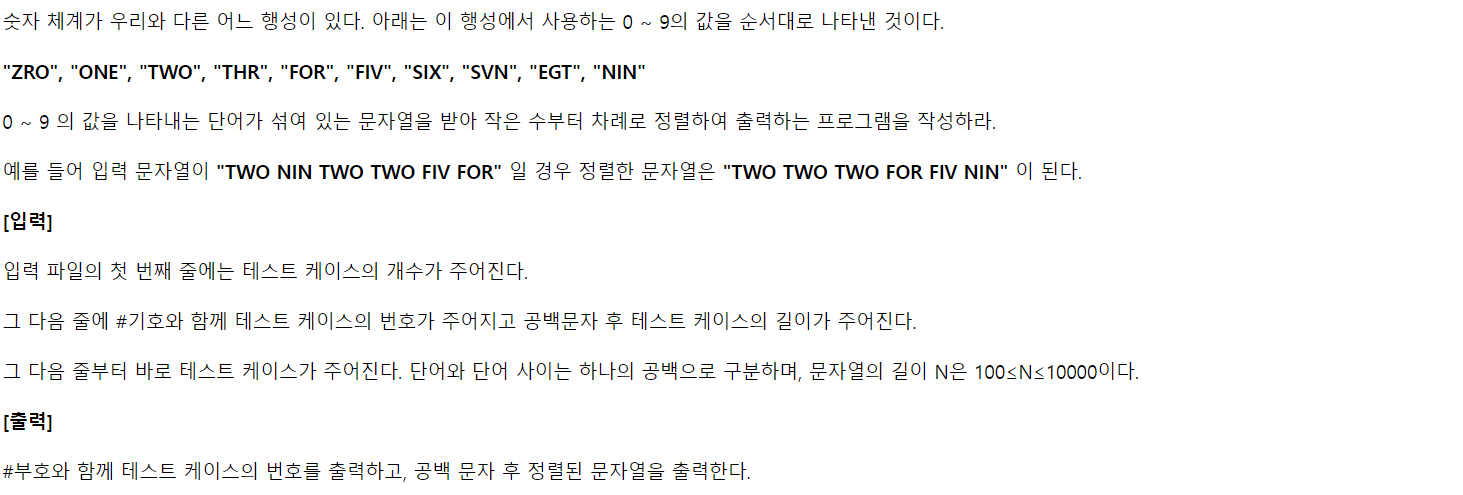 숫자 체계가 우리와 다른 어느 행성이 있다. 아래는 이 행성에서 사용하는 0 ~ 9의 값을 순서대로 나타낸 것이다.
"ZRO", "ONE", "TWO", "THR", "FOR", "FIV", "SIX", "SVN", "EGT", "NIN"
0 ~ 9 의 값을 나타내는 단어가 섞여 있는 문자열을 받아 작은 수부터 차례로 정렬하여 출력하는 프로그램을 작성하라.
예를 들어 입력 문자열이 "TWO NIN TWO TWO FIV FOR" 일 경우 정렬한 문자열은 "TWO TWO TWO FOR FIV NIN" 이 된다.
[입력]
입력 파일의 첫 번째 줄에는 테스트 케이스의 개수가 주어진다.
그 다음 줄에 #기호와 함께 테스트 케이스의 번호가 주어지고 공백문자 후 테스트 케이스의 길이가 주어진다.
그 다음 줄부터 바로 테스트 케이스가 주어진다. 단어와 단어 사이는 하나의 공백으로 구분하며, 문자열의 길이 N은 100≤N≤10000이다.
[출력]
#부호와 함께 테스트 케이스의 번호를 출력하고, 공백 문자 후 정렬된 문자열을 출력한다.